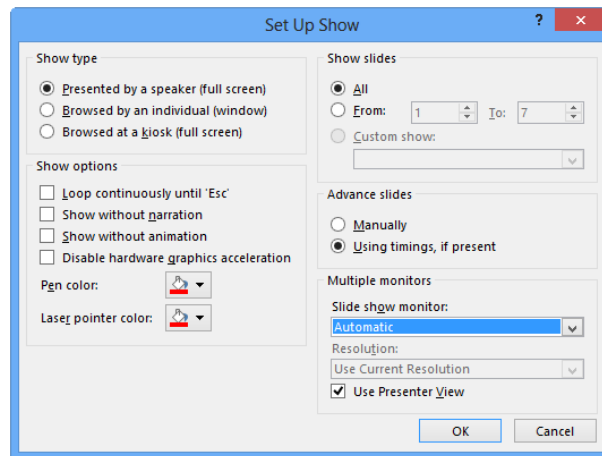 Set Up Show
?
Show type
Presented by a speaker (full screen)
Browsed by an individual (window)
Browsed at a kiosk (full screen)
Show options
Loop continuously until 'Esc'
Show without narration
Show without animation
Disable hardware graphics acceleration
Pen color:
Laser pointer color:
Show slides
All
From: 1 To: 7
Custom show:
Advance slides
Manually
Using timings, if present
Multiple monitors
Slide show monitor:
Automatic
Resolution:
Use Current Resolution
Use Presenter View
OK Cancel